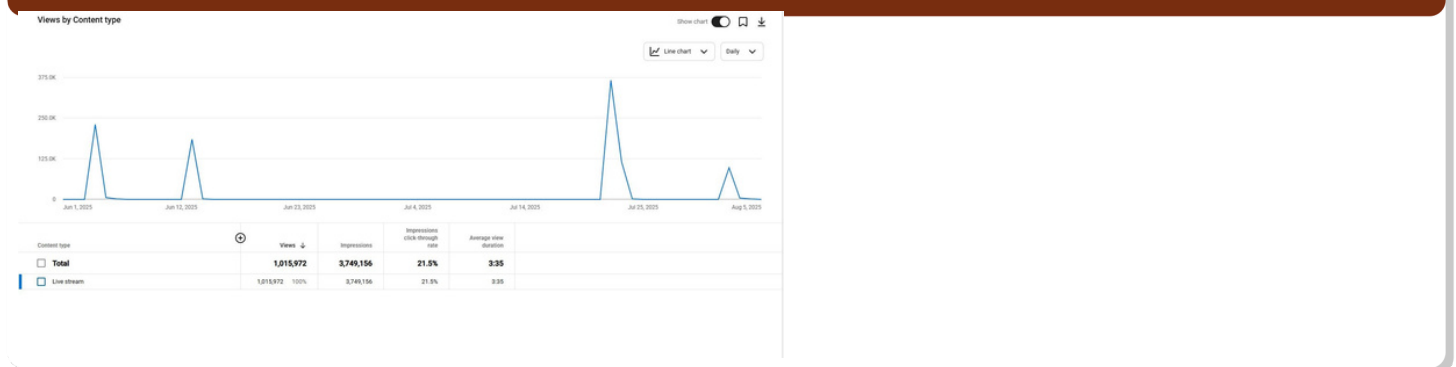 Views by Content type
Show chart
Line chart
Daily
375.0K
250.0K
125.0K
0
Jun 1, 2025 Jun 12, 2025 Jun 23, 2025 Jul 4, 2025 Jul 14, 2025 Jul 25, 2025 Aug 5, 2025
Content type Views Impressions Impressions click-through rate Average view duration
Total 1,015,972 3,749,156 21.5% 3:35
Live stream 1,015,972 100% 3,749,156 21.5% 3:35